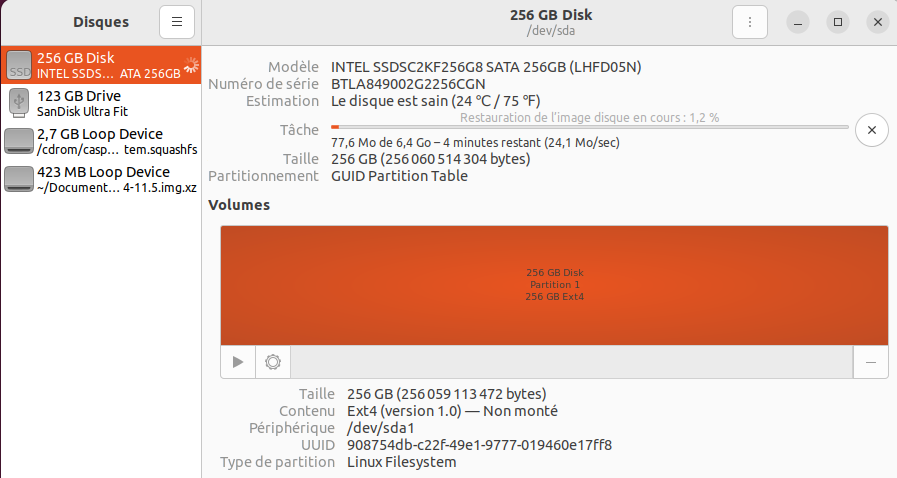 Disques
256 GB Disk
/dev/sda
SSD
256 GB Disk
INTEL SSDS… ATA 256GB
123 GB Drive
SanDisk Ultra Fit
2,7 GB Loop Device
/cdrom/casp… tem.squashfs
423 MB Loop Device
~/Document… 4-11.5.img.xz
Modèle INTEL SSDSC2KF256G8 SATA 256GB (LHFD05N)
Numéro de série BTLA849002G2256CGN
Estimation Le disque est sain (24 °C / 75 °F)
Restauration de l'image disque en cours : 1,2 %
Tâche
77,6 Mo de 6,4 Go – 4 minutes restant (24,1 Mo/sec)
Taille 256 GB (256 060 514 304 bytes)
Partitionnement GUID Partition Table
Volumes
256 GB Disk
Partition 1
256 GB Ext4
Taille 256 GB (256 059 113 472 bytes)
Contenu Ext4 (version 1.0) — Non monté
Périphérique /dev/sda1
UUID 908754db-c22f-49e1-9777-019460e17ff8
Type de partition Linux Filesystem